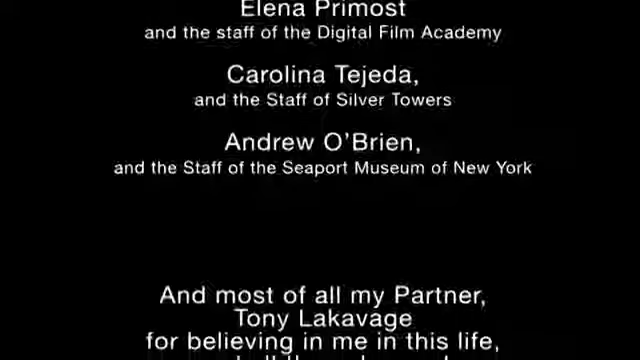 Elena Primost
and the staff of the Digital Film Academy
Carolina Tejeda,
and the Staff of Silver Towers
Andrew O'Brien,
and the Staff of the Seaport Museum of New York
And most of all my Partner,
Tony Lakavage
for believing in me in this life,